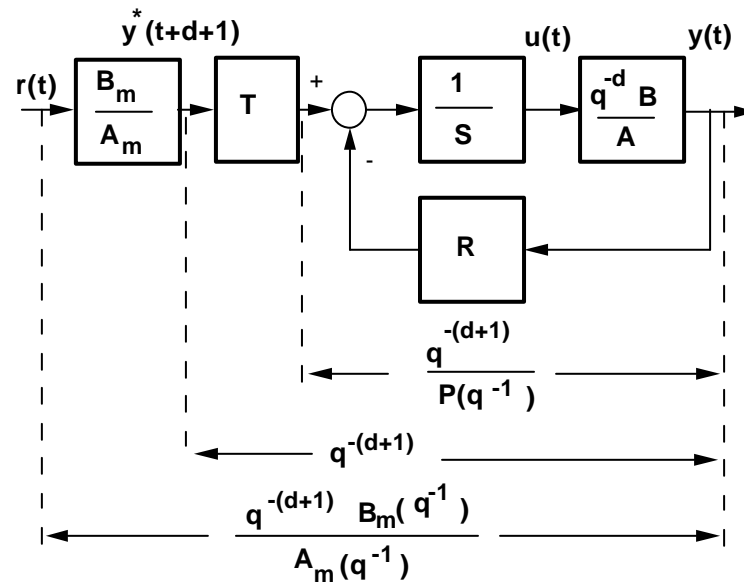 y*(t+d+1)
u(t)
y(t)
r(t)
B_m
A_m
T
+
-
1
S
q^-d B
A
R
q^-(d+1)
P(q^-1)
q^-(d+1)
q^-(d+1) B_m(q^-1)
A_m(q^-1)